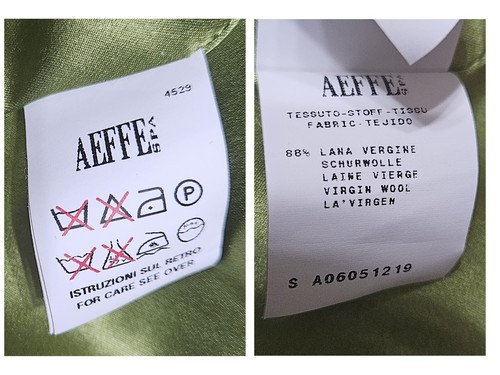 4529
AEFFE SPA
P
ISTRUZIONI SUL RETRO
FOR CARE SEE OVER
AEFFE SPA
TESSUTO-STOFF-TISSU
FABRIC-TEJIDO
88% LANA VERGINE
SCHURWOLLE
LAINE VIERGE
VIRGIN WOOL
LA'VIRGEN
S A06051219